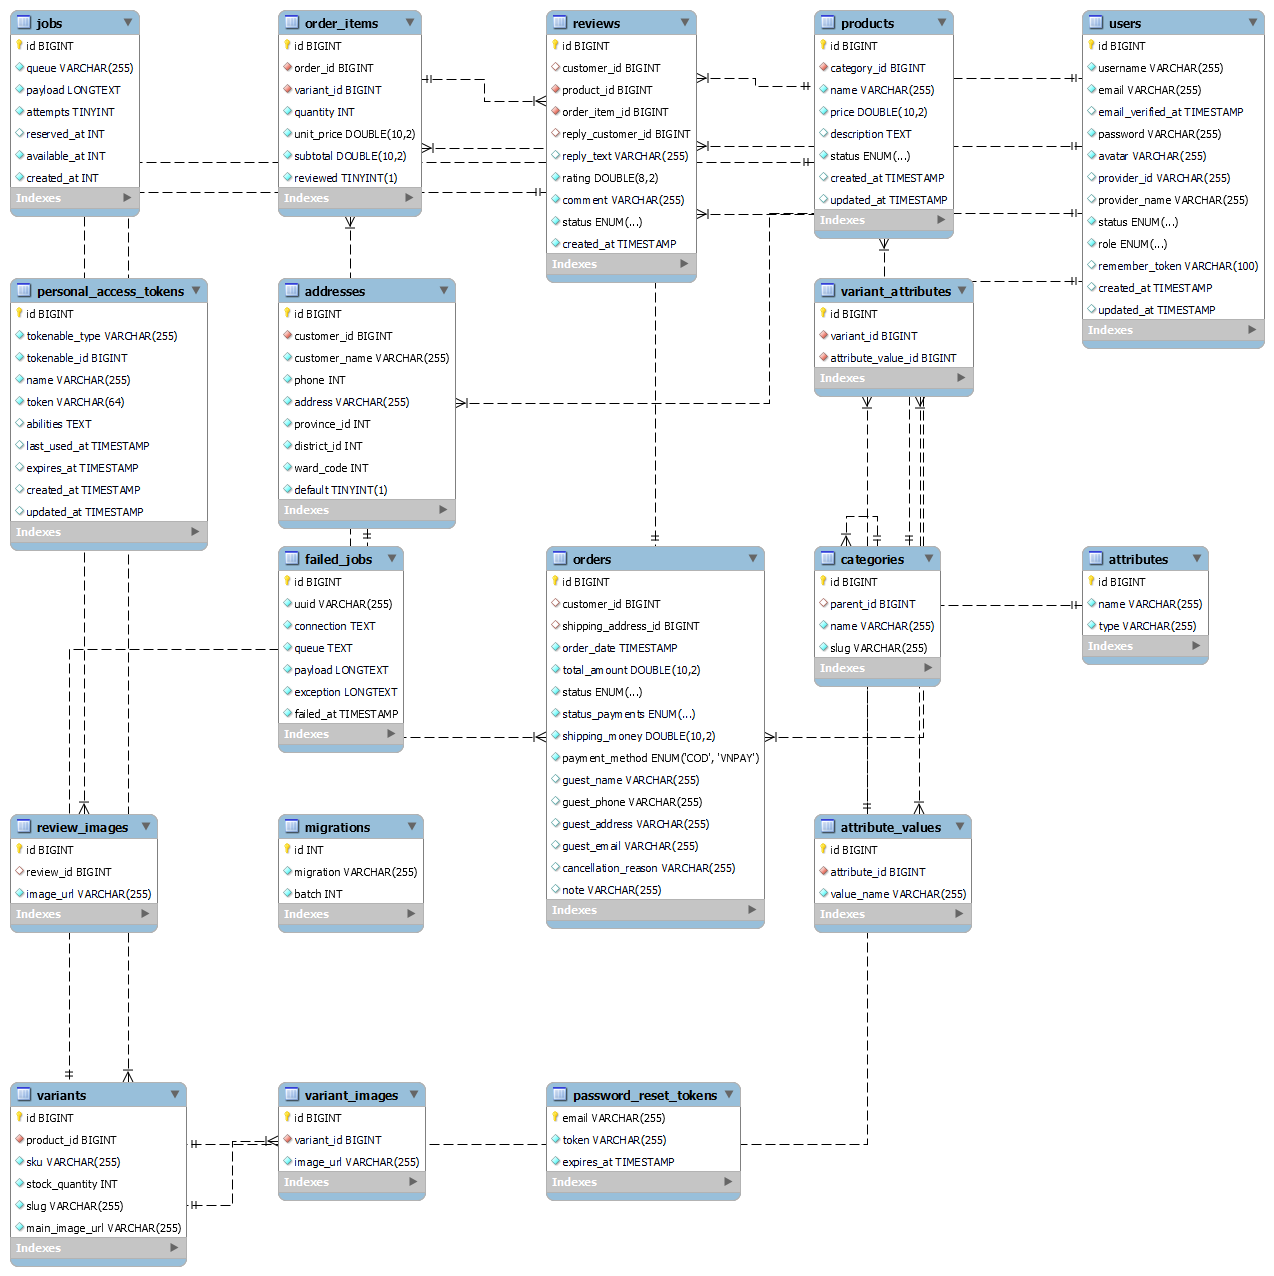 jobs
id BIGINT
queue VARCHAR(255)
payload LONGTEXT
attempts TINYINT
reserved_at INT
available_at INT
created_at INT
Indexes
order_items
id BIGINT
order_id BIGINT
variant_id BIGINT
quantity INT
unit_price DOUBLE(10,2)
subtotal DOUBLE(10,2)
reviewed TINYINT(1)
Indexes
reviews
id BIGINT
customer_id BIGINT
product_id BIGINT
order_item_id BIGINT
reply_customer_id BIGINT
reply_text VARCHAR(255)
rating DOUBLE(8,2)
comment VARCHAR(255)
status ENUM(...)
created_at TIMESTAMP
Indexes
products
id BIGINT
category_id BIGINT
name VARCHAR(255)
price DOUBLE(10,2)
description TEXT
status ENUM(...)
created_at TIMESTAMP
updated_at TIMESTAMP
Indexes
users
id BIGINT
username VARCHAR(255)
email VARCHAR(255)
email_verified_at TIMESTAMP
password VARCHAR(255)
avatar VARCHAR(255)
provider_id VARCHAR(255)
provider_name VARCHAR(255)
status ENUM(...)
role ENUM(...)
remember_token VARCHAR(100)
created_at TIMESTAMP
updated_at TIMESTAMP
Indexes
personal_access_tokens
id BIGINT
tokenable_type VARCHAR(255)
tokenable_id BIGINT
name VARCHAR(255)
token VARCHAR(64)
abilities TEXT
last_used_at TIMESTAMP
expires_at TIMESTAMP
created_at TIMESTAMP
updated_at TIMESTAMP
Indexes
addresses
id BIGINT
customer_id BIGINT
customer_name VARCHAR(255)
phone INT
address VARCHAR(255)
province_id INT
district_id INT
ward_code INT
default TINYINT(1)
Indexes
variant_attributes
id BIGINT
variant_id BIGINT
attribute_value_id BIGINT
Indexes
failed_jobs
id BIGINT
uuid VARCHAR(255)
connection TEXT
queue TEXT
payload LONGTEXT
exception LONGTEXT
failed_at TIMESTAMP
Indexes
orders
id BIGINT
customer_id BIGINT
shipping_address_id BIGINT
order_date TIMESTAMP
total_amount DOUBLE(10,2)
status ENUM(...)
status_payments ENUM(...)
shipping_money DOUBLE(10,2)
payment_method ENUM('COD', 'VNPAY')
guest_name VARCHAR(255)
guest_phone VARCHAR(255)
guest_address VARCHAR(255)
guest_email VARCHAR(255)
cancellation_reason VARCHAR(255)
note VARCHAR(255)
Indexes
categories
id BIGINT
parent_id BIGINT
name VARCHAR(255)
slug VARCHAR(255)
Indexes
attributes
id BIGINT
name VARCHAR(255)
type VARCHAR(255)
Indexes
review_images
id BIGINT
review_id BIGINT
image_url VARCHAR(255)
Indexes
migrations
id INT
migration VARCHAR(255)
batch INT
Indexes
attribute_values
id BIGINT
attribute_id BIGINT
value_name VARCHAR(255)
Indexes
variants
id BIGINT
product_id BIGINT
sku VARCHAR(255)
stock_quantity INT
slug VARCHAR(255)
main_image_url VARCHAR(255)
Indexes
variant_images
id BIGINT
variant_id BIGINT
image_url VARCHAR(255)
Indexes
password_reset_tokens
email VARCHAR(255)
token VARCHAR(255)
expires_at TIMESTAMP
Indexes